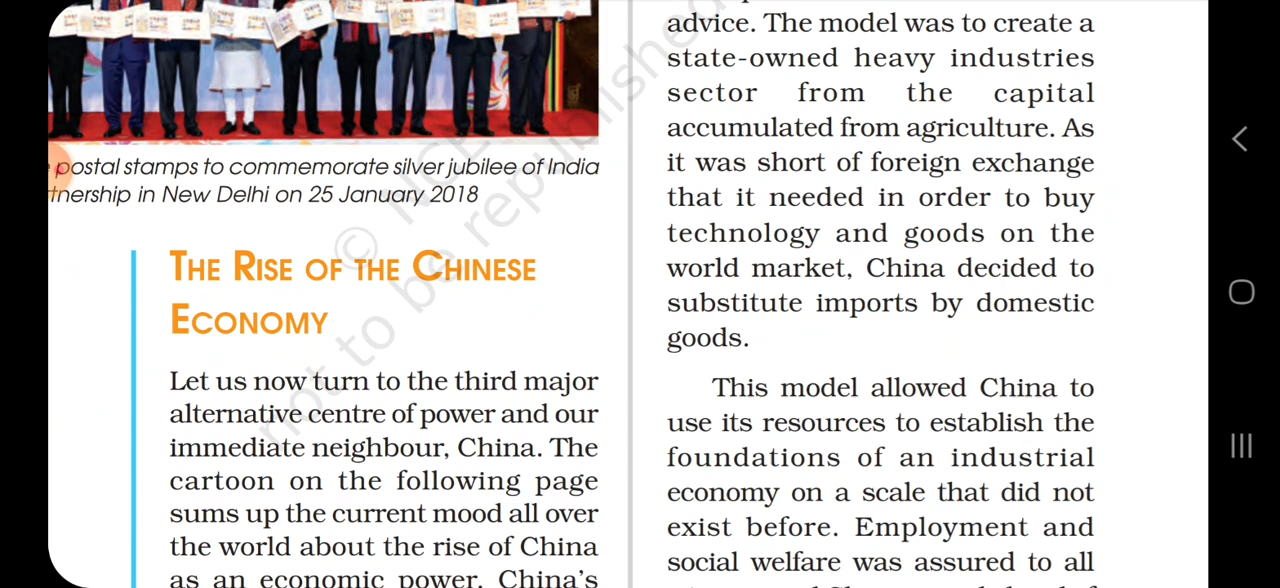 postal stamps to commemorate silver jubilee of India
in New Delhi on 25 January 2018
THE RISE OF THE CHINESE
ECONOMY
Let us now turn to the third major
alternative centre of power and our
immediate neighbour, China. The
cartoon on the following page
sums up the current mood all over
the world about the rise of China
as an economic power. China's
advice. The model was to create a
state-owned heavy industries
sector from the capital
accumulated from agriculture. As
it was short of foreign exchange
that it needed in order to buy
technology and goods on the
world market, China decided to
substitute imports by domestic
goods.
This model allowed China to
use its resources to establish the
foundations of an industrial
economy on a scale that did not
exist before. Employment and
social welfare was assured to all
©
not to be republished